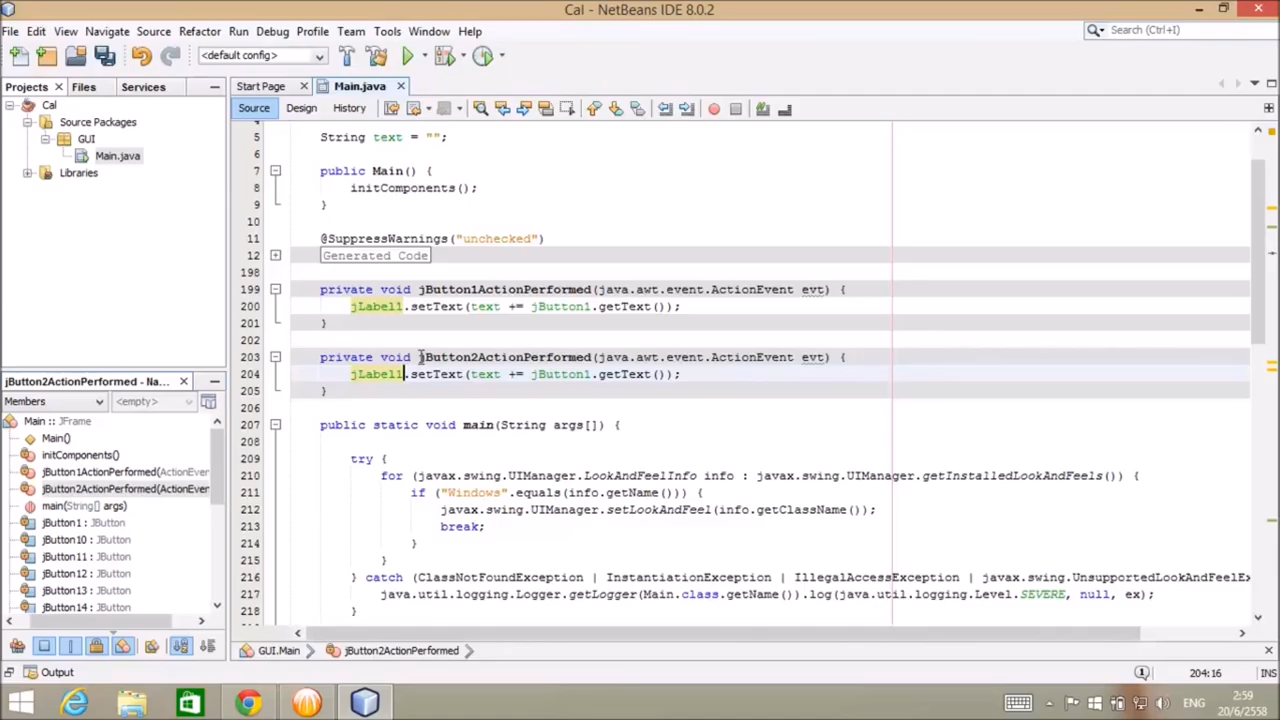 Cal - NetBeans IDE 8.0.2
File Edit View Navigate Source Refactor Run Debug Profile Team Tools Window Help
Search (Ctrl+I)
<default config>
Projects Files Services
Start Page Main.java
Cal
Source Packages
GUI
Main.java
Libraries
Source Design History
4
5 String text = "";
6
7 public Main() {
8 initComponents();
9 }
10
11 @SuppressWarnings("unchecked")
12 Generated Code
198
199 private void jButton1ActionPerformed(java.awt.event.ActionEvent evt) {
200 jLabel1.setText(text += jButton1.getText());
201 }
202
203 private void jButton2ActionPerformed(java.awt.event.ActionEvent evt) {
204 jLabel1.setText(text += jButton1.getText());
205 }
206
207 public static void main(String args[]) {
208
209 try {
210 for (javax.swing.UIManager.LookAndFeelInfo info : javax.swing.UIManager.getInstalledLookAndFeels()) {
211 if ("Windows".equals(info.getName())) {
212 javax.swing.UIManager.setLookAndFeel(info.getClassName());
213 break;
214 }
215 }
216 } catch (ClassNotFoundException | InstantiationException | IllegalAccessException | javax.swing.UnsupportedLookAndFeelEx
217 java.util.logging.Logger.getLogger(Main.class.getName()).log(java.util.logging.Level.SEVERE, null, ex);
218 }
jButton2ActionPerformed - Na...
Members <empty>
Main :: JFrame
Main()
initComponents()
jButton1ActionPerformed(ActionEver
jButton2ActionPerformed(ActionEver
main(String[] args)
jButton1 : JButton
jButton10 : JButton
jButton11 : JButton
jButton12 : JButton
jButton13 : JButton
jButton14 : JButton
GUI.Main jButton2ActionPerformed
Output
1
204:16 INS
ENG
2:59
20/6/2558